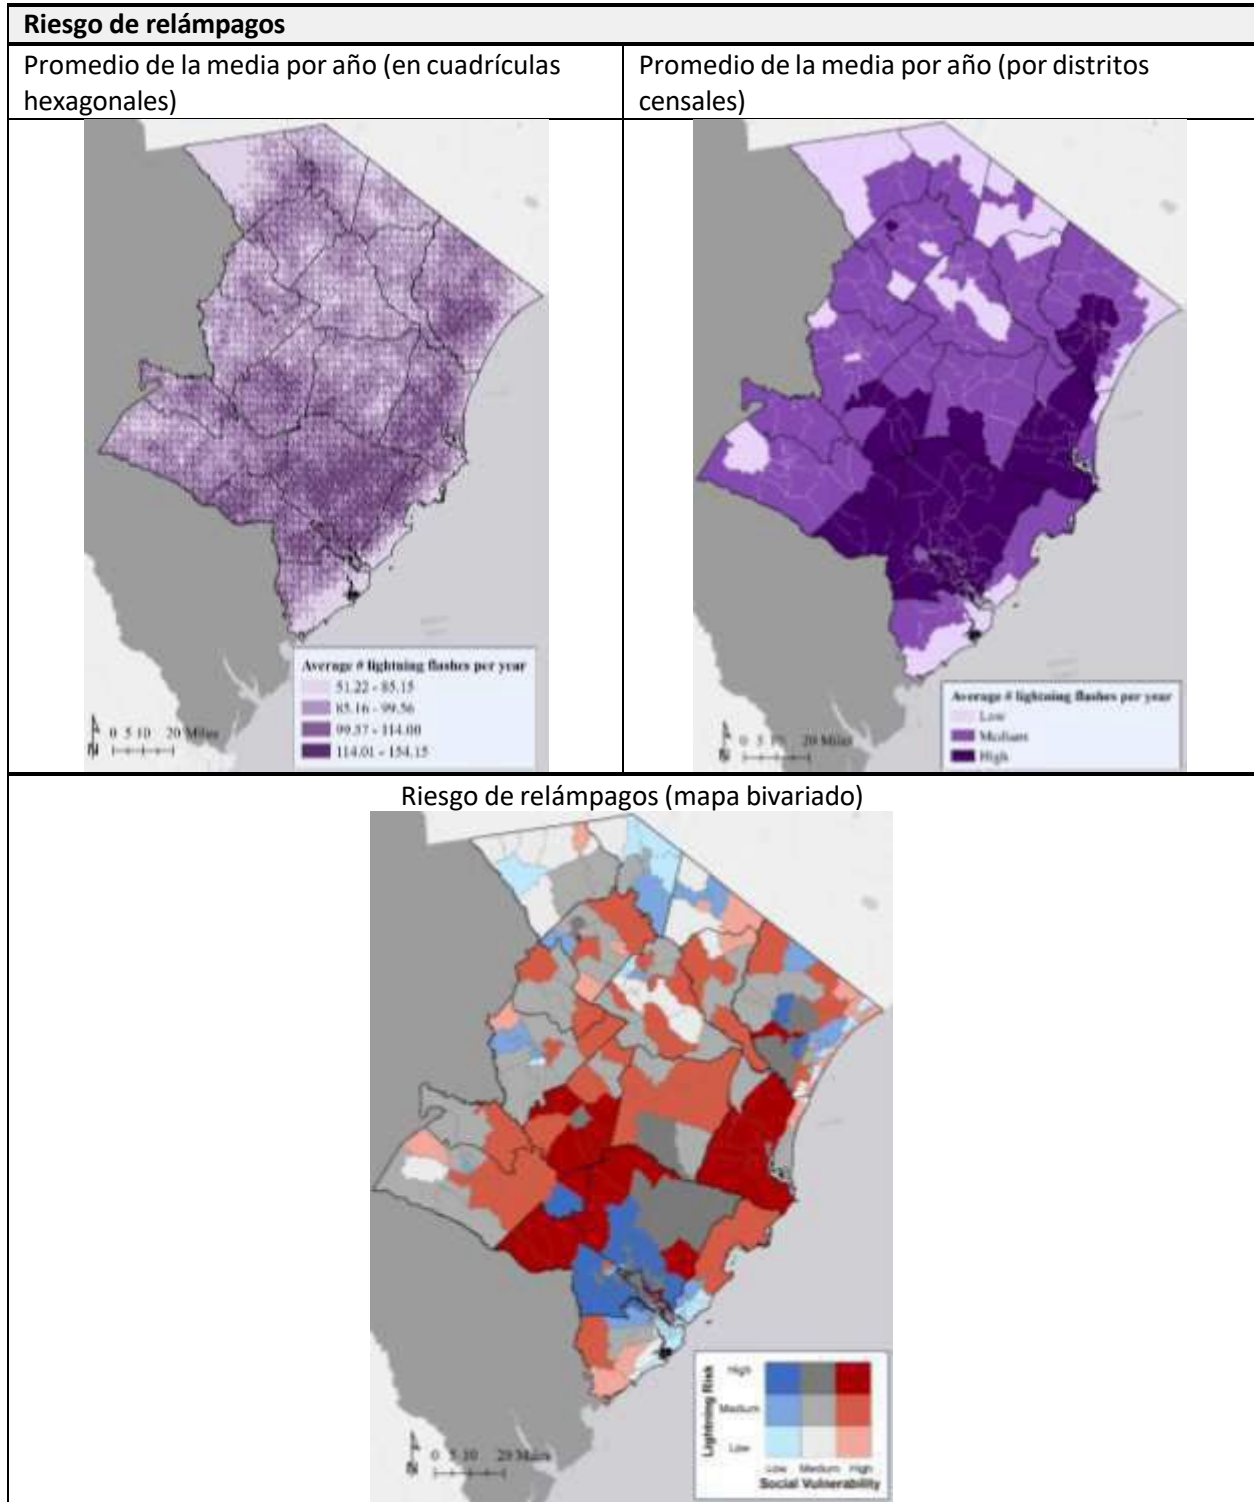 Riesgo de relámpagos
Promedio de la media por año (en cuadrículas
hexagonales)
Promedio de la media por año (por distritos
censales)
Average # lightning flashes per year
51.22 - 85.15
85.16 - 99.56
99.57 - 114.00
114.01 - 154.15
0 5 10 20 Miles
N
Average # lightning flashes per year
Low
Medium
High
0 5 10 20 Miles
N
Riesgo de relámpagos (mapa bivariado)
Lightning Risk
High
Medium
Low
Low Medium High
Social Vulnerability
0 5 10 20 Miles
N